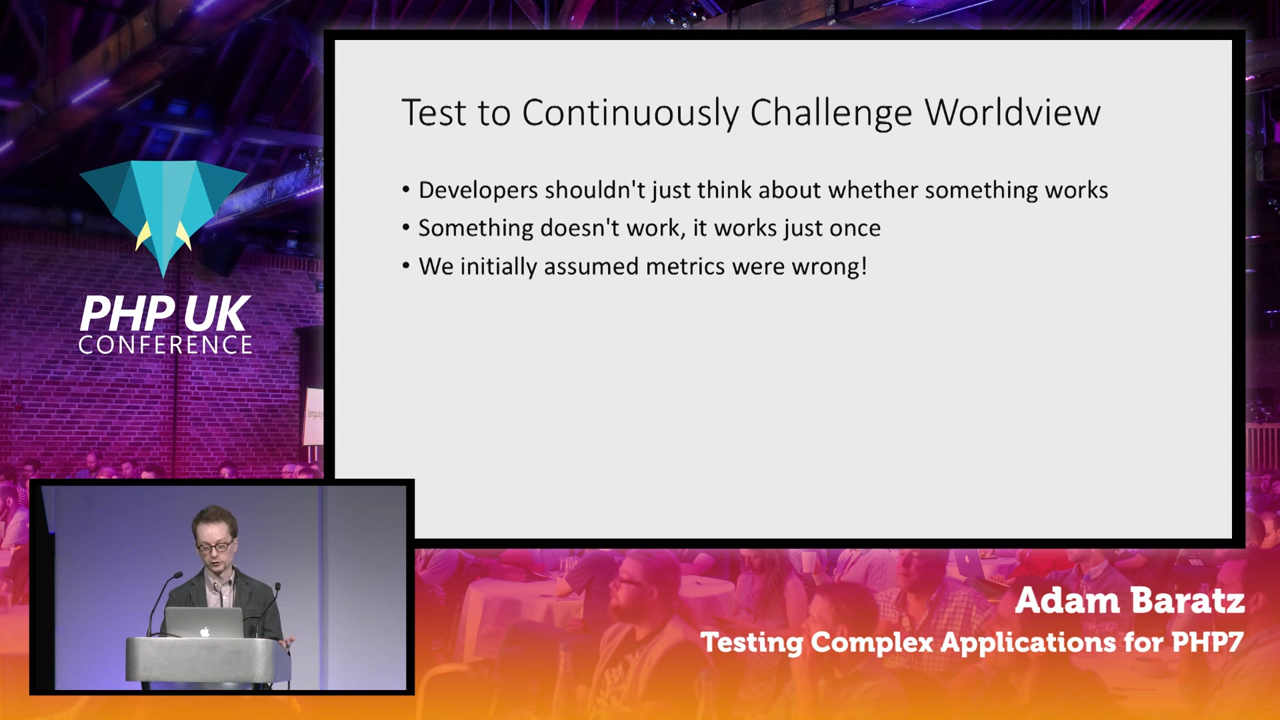 Test to Continuously Challenge Worldview
• Developers shouldn't just think about whether something works
• Something doesn't work, it works just once
• We initially assumed metrics were wrong!
PHP UK
CONFERENCE
Adam Baratz
Testing Complex Applications for PHP7